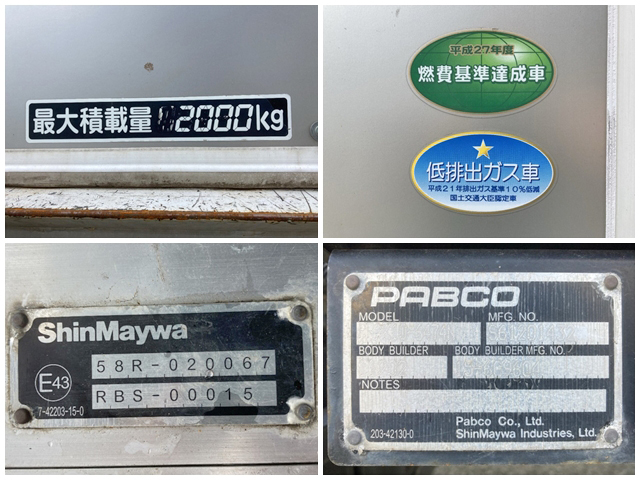 最大積載量 2000kg
平成27年度
燃費基準達成車
低排出ガス車
平成21年排出ガス基準10%低減
国土交通大臣認定車
ShinMaywa
E43
58R-020067
RBS-00015
7-42203-15-0
PABCO
MODEL MFG. NO.
BODY BUILDER BODY BUILDER MFG. NO.
NOTES
Pabco Co., Ltd.
203-42130-0 ShinMaywa Industries, Ltd.